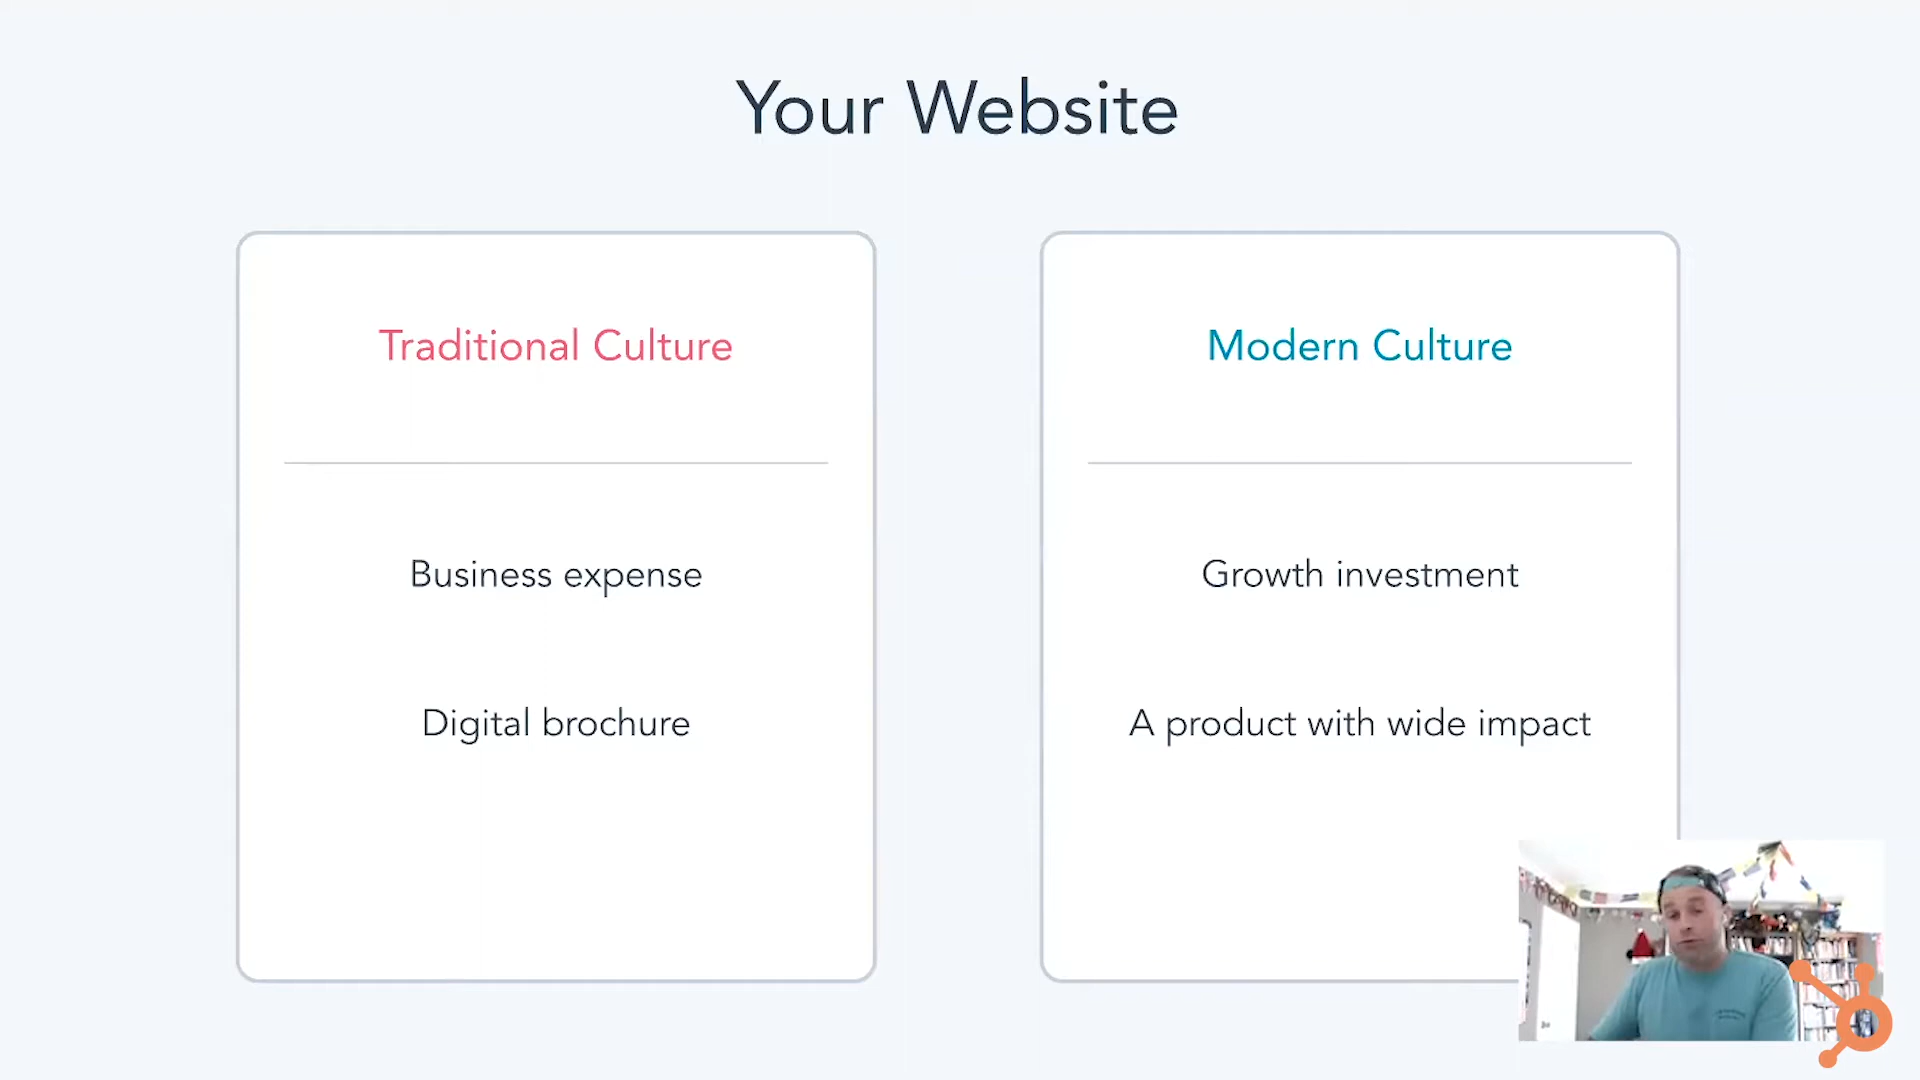 Your Website
Traditional Culture
Business expense
Digital brochure
Modern Culture
Growth investment
A product with wide impact